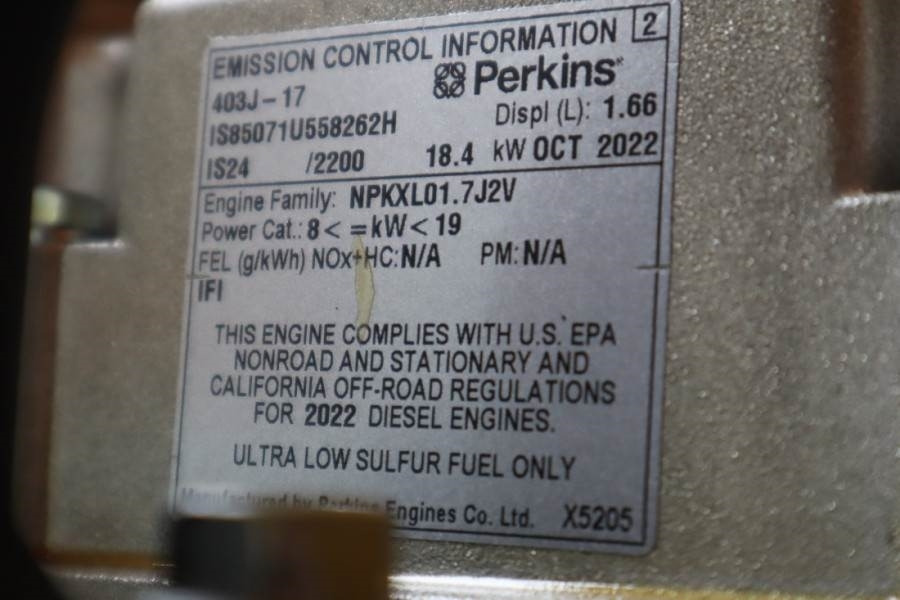 EMISSION CONTROL INFORMATION 2
403J-17 Perkins
IS85071U558262H Displ (L): 1.66
IS24 /2200 18.4 kW OCT 2022
Engine Family: NPKXL01.7J2V
Power Cat.: 8 < = kW < 19
FEL (g/kWh) NOx+HC: N/A PM: N/A
IFI
THIS ENGINE COMPLIES WITH U.S. EPA
NONROAD AND STATIONARY AND
CALIFORNIA OFF-ROAD REGULATIONS
FOR 2022 DIESEL ENGINES.
ULTRA LOW SULFUR FUEL ONLY
Manufactured by Perkins Engines Co. Ltd. X5205